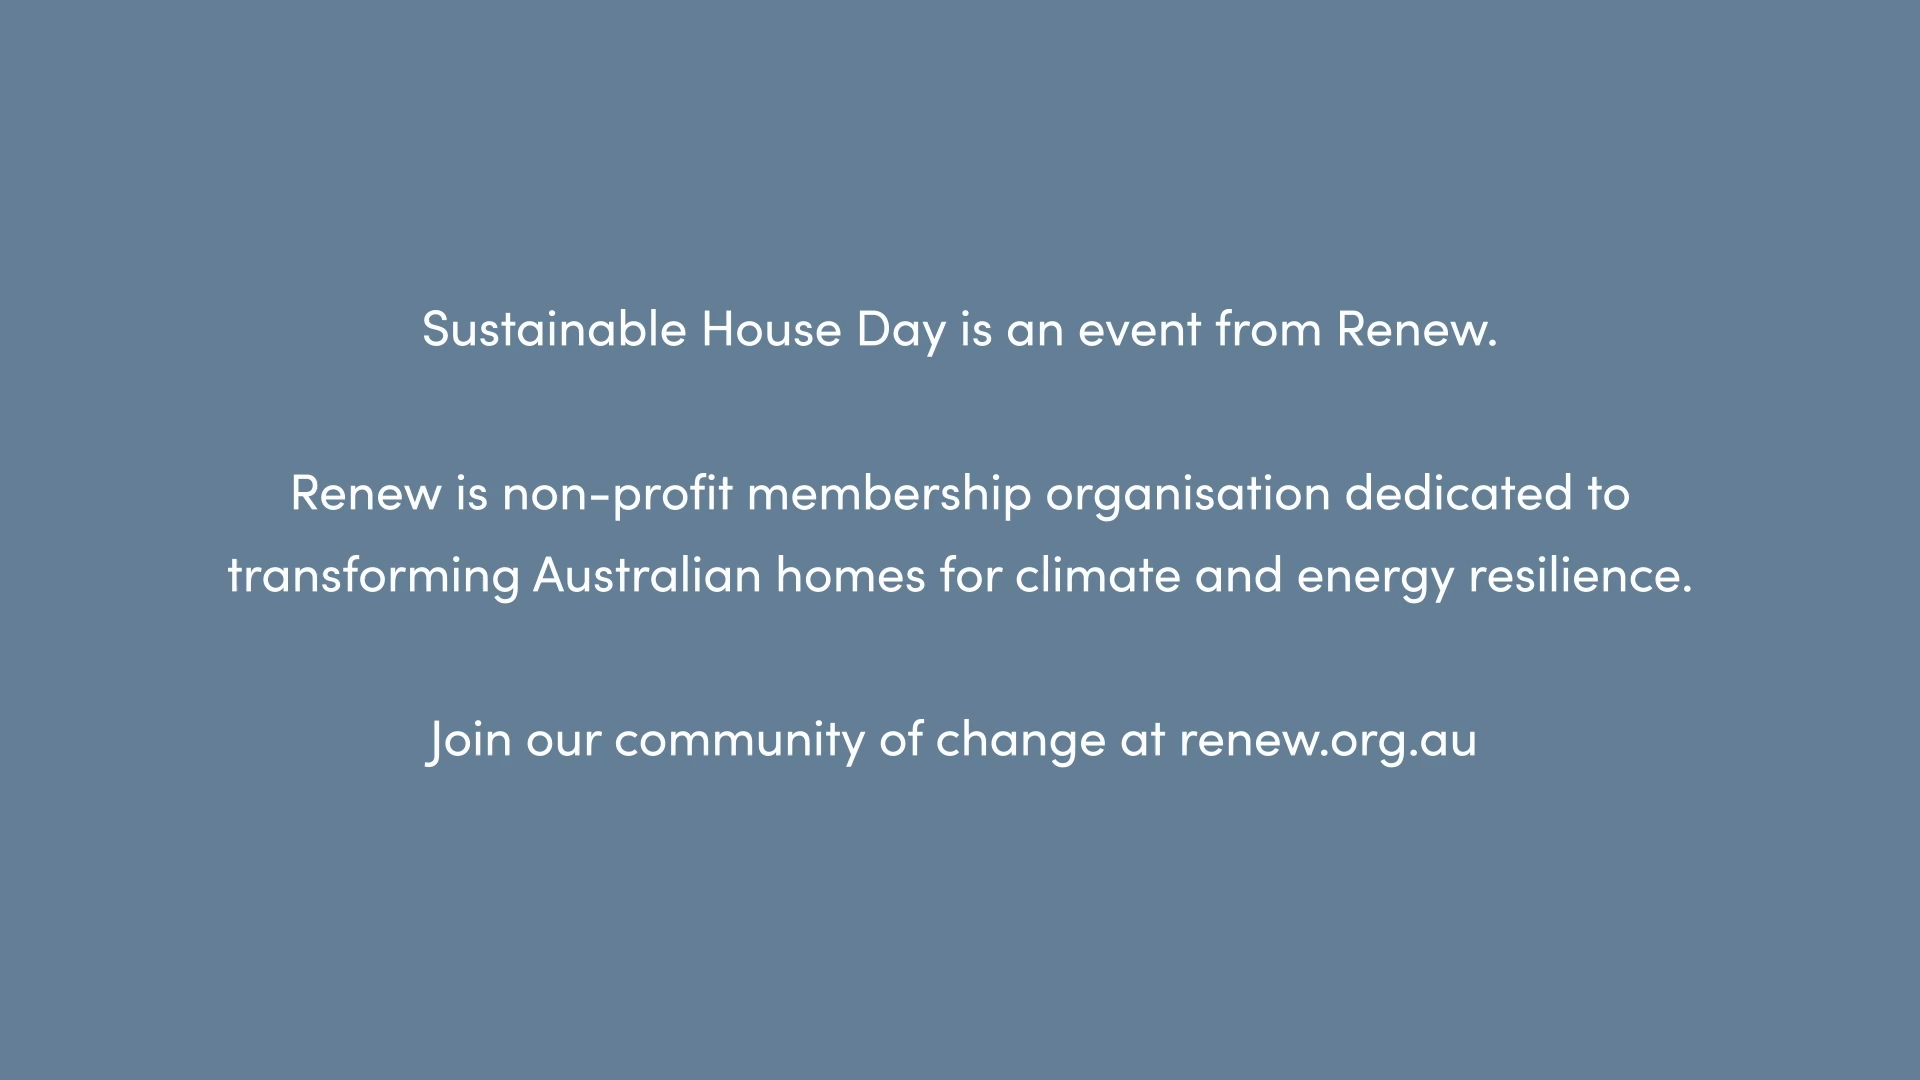 Sustainable House Day is an event from Renew.
Renew is non-profit membership organisation dedicated to
transforming Australian homes for climate and energy resilience.
Join our community of change at renew.org.au